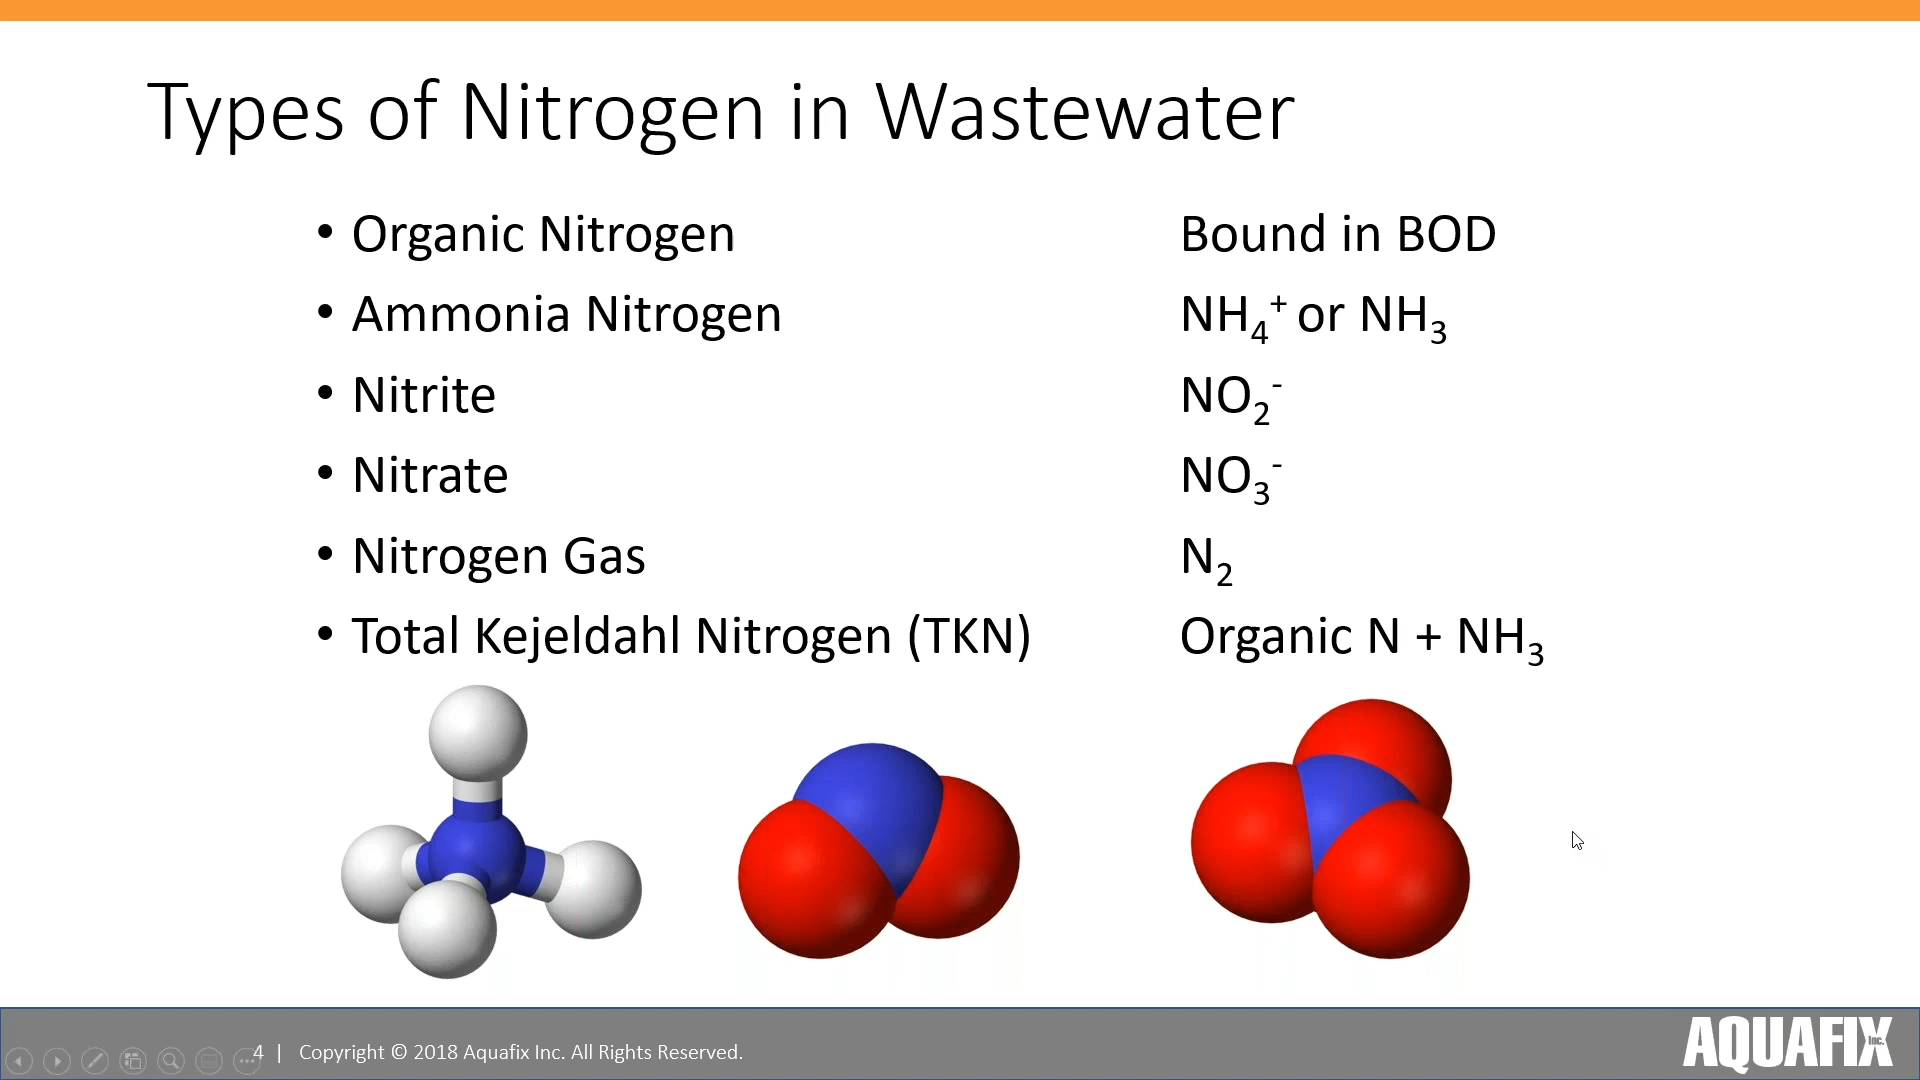 Types of Nitrogen in Wastewater
• Organic Nitrogen Bound in BOD
• Ammonia Nitrogen NH₄⁺ or NH₃
• Nitrite NO₂⁻
• Nitrate NO₃⁻
• Nitrogen Gas N₂
• Total Kejeldahl Nitrogen (TKN) Organic N + NH₃
4 | Copyright © 2018 Aquafix Inc. All Rights Reserved.
AQUAFIX Inc.